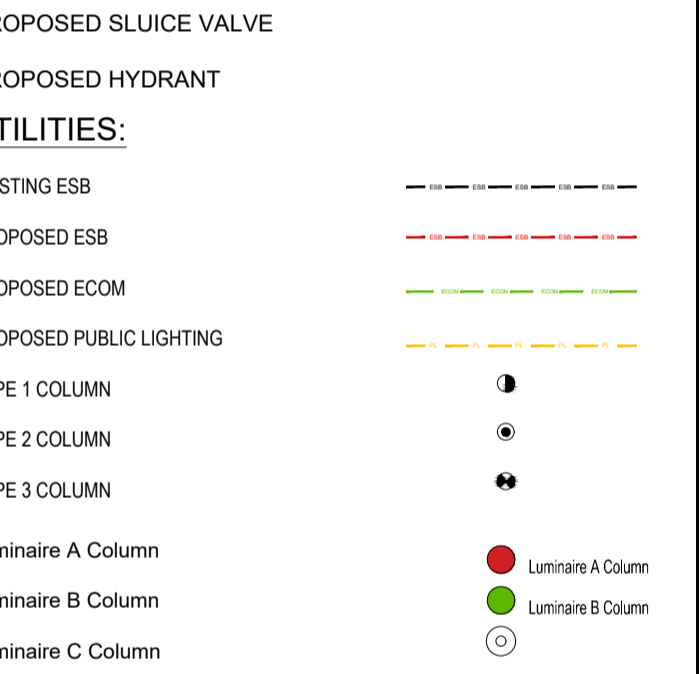 ROPOSED SLUICE VALVE
ROPOSED HYDRANT
TILITIES:
STING ESB ESB ESB ESB ESB ESB
OPOSED ESB ESB ESB ESB ESB ESB
OPOSED ECOM ECOM ECOM ECOM ECOM
OPOSED PUBLIC LIGHTING PL PL PL PL PL
PE 1 COLUMN
PE 2 COLUMN
PE 3 COLUMN
minaire A Column Luminaire A Column
minaire B Column Luminaire B Column
minaire C Column